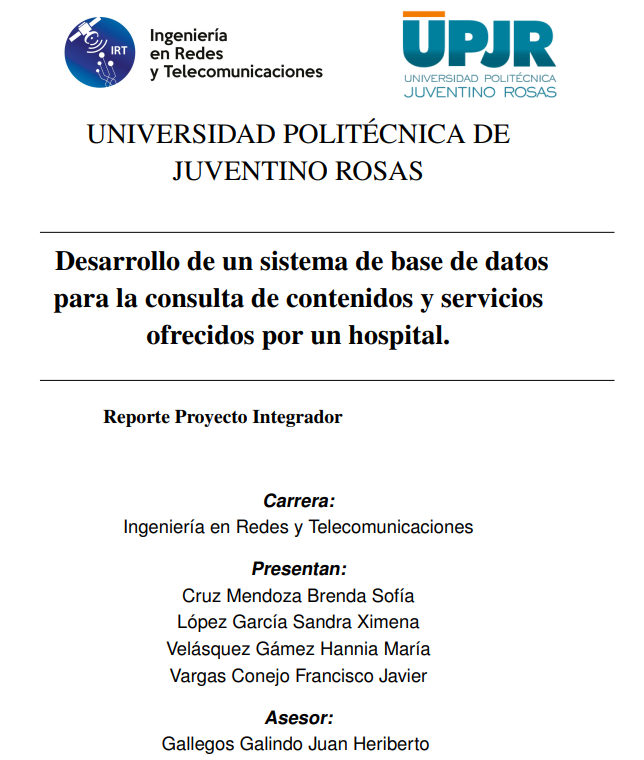 IRT
Ingeniería
en Redes
y Telecomunicaciones
UPJR
UNIVERSIDAD POLITÉCNICA
JUVENTINO ROSAS
UNIVERSIDAD POLITÉCNICA DE
JUVENTINO ROSAS
Desarrollo de un sistema de base de datos
para la consulta de contenidos y servicios
ofrecidos por un hospital.
Reporte Proyecto Integrador
Carrera:
Ingeniería en Redes y Telecomunicaciones
Presentan:
Cruz Mendoza Brenda Sofía
López García Sandra Ximena
Velásquez Gámez Hannia María
Vargas Conejo Francisco Javier
Asesor:
Gallegos Galindo Juan Heriberto